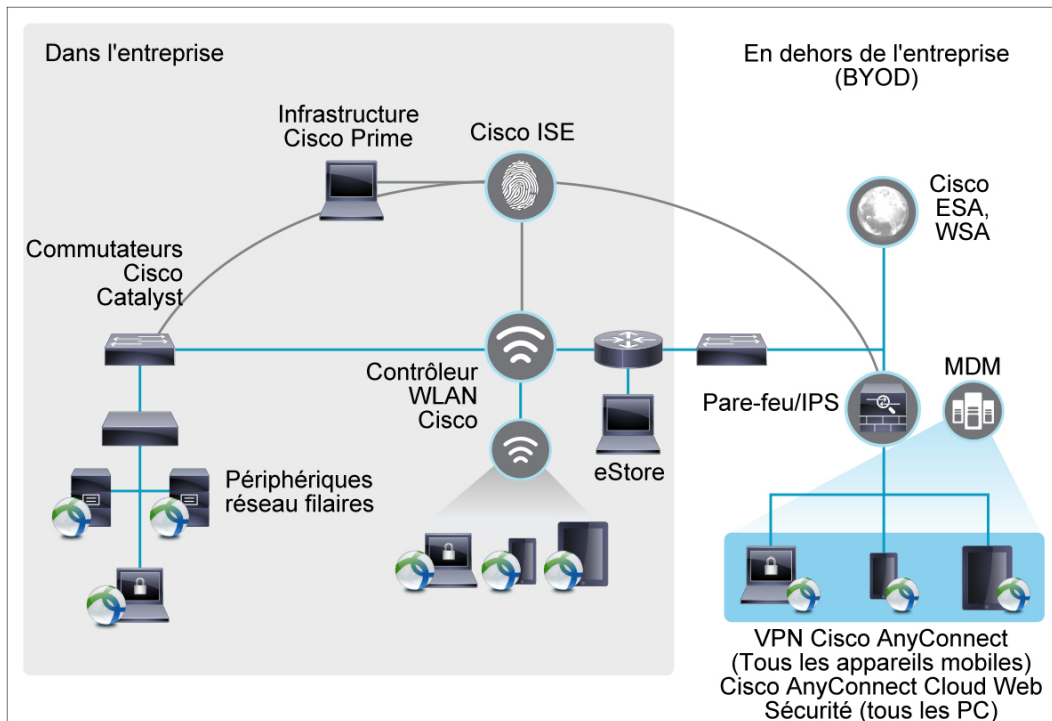 Dans l'entreprise
En dehors de l'entreprise
(BYOD)
Infrastructure
Cisco Prime
Cisco ISE
Cisco
ESA,
WSA
Commutateurs
Cisco
Catalyst
Contrôleur
WLAN
Cisco
Pare-feu/IPS
MDM
eStore
Périphériques
réseau filaires
VPN Cisco AnyConnect
(Tous les appareils mobiles)
Cisco AnyConnect Cloud Web
Sécurité (tous les PC)